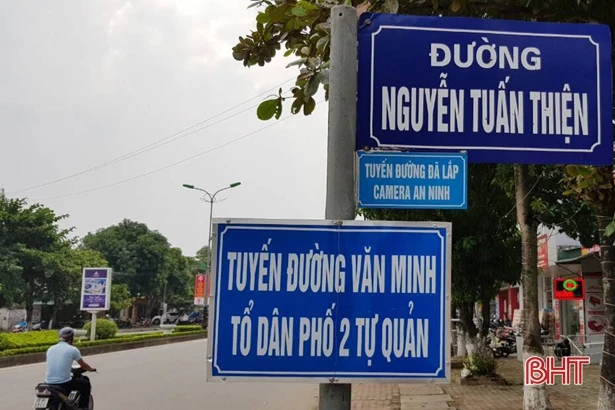 ĐƯỜNG
NGUYỄN TUẤN THIỆN
TUYẾN ĐƯỜNG ĐÃ LẮP
CAMERA AN NINH
TUYẾN ĐƯỜNG VĂN MINH
TỔ DÂN PHỐ 2 TỰ QUẢN
BHT